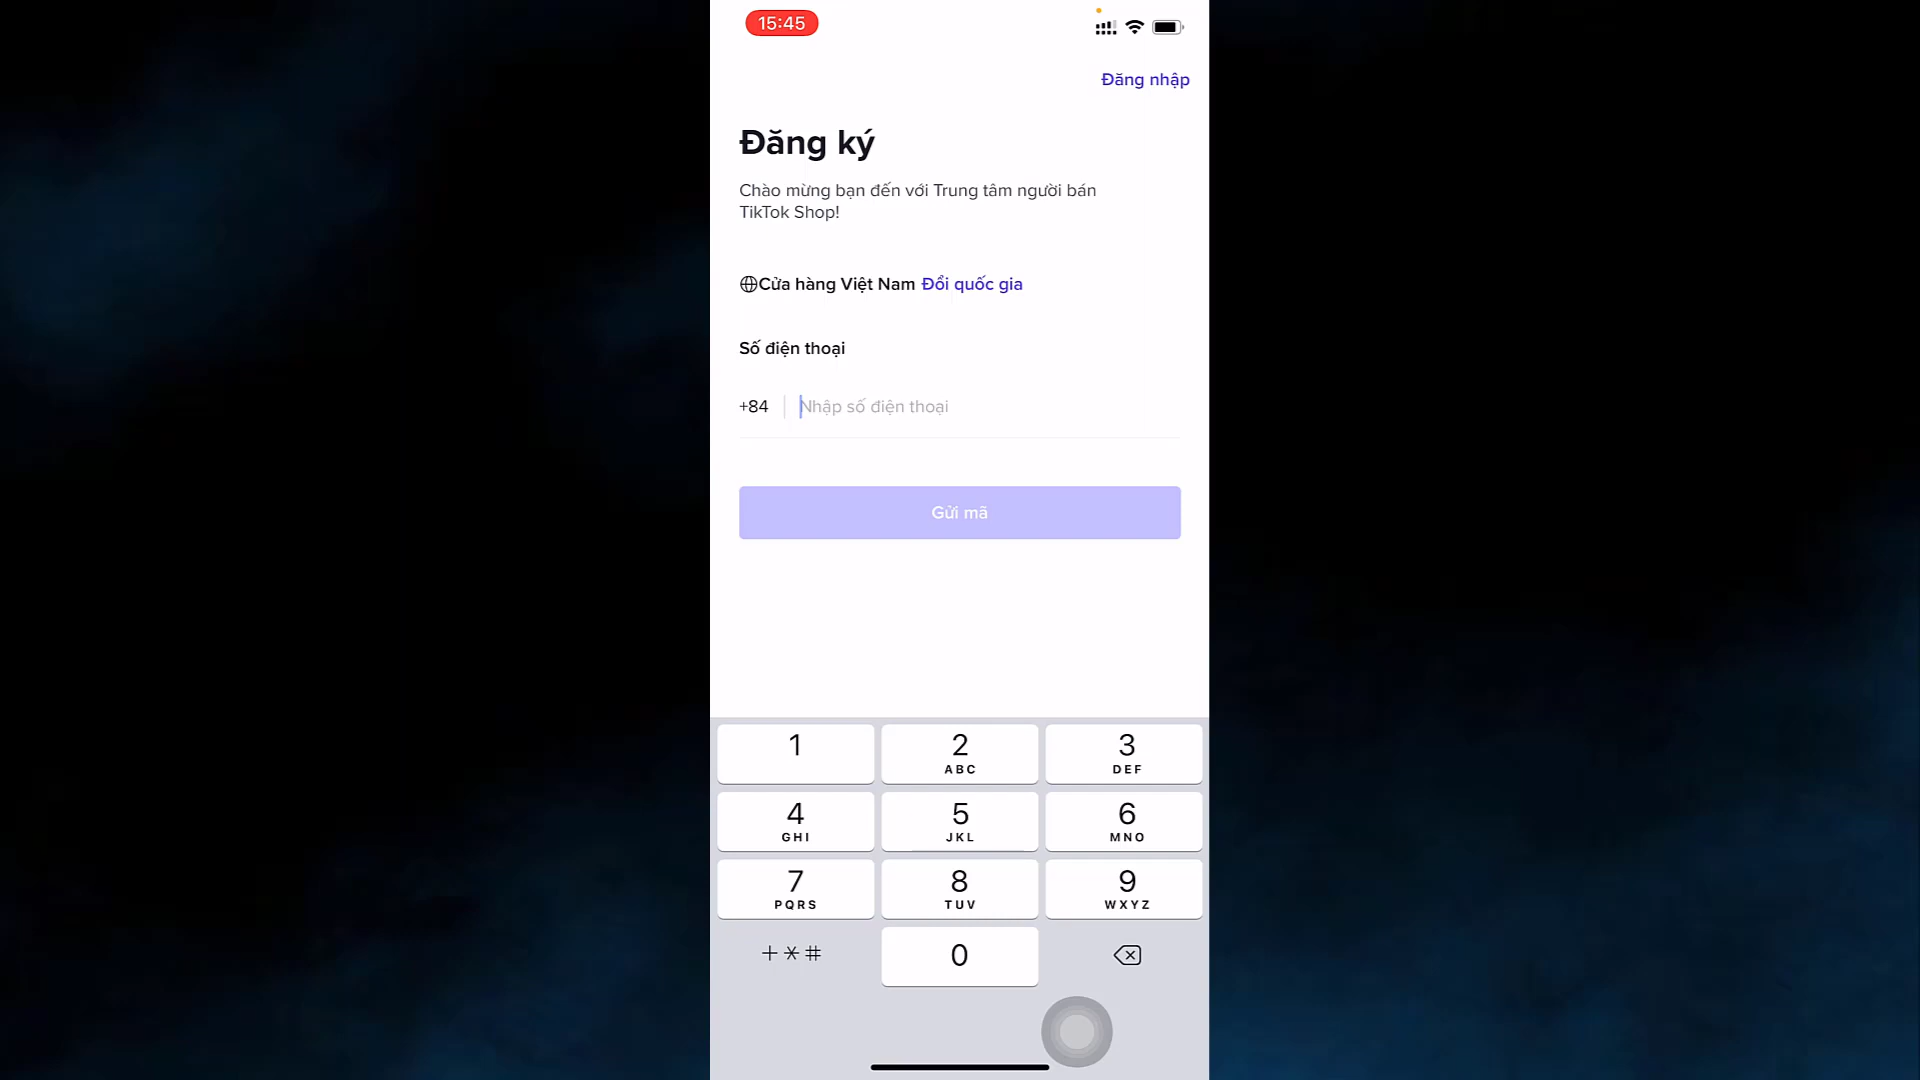 15:45
Đăng nhập
Đăng ký
Chào mừng bạn đến với Trung tâm người bán
TikTok Shop!
Cửa hàng Việt Nam Đổi quốc gia
Số điện thoại
+84 Nhập số điện thoại
Gửi mã
1 2 3
ABC DEF
4 5 6
GHI JKL MNO
7 8 9
PQRS TUV WXYZ
+*# 0